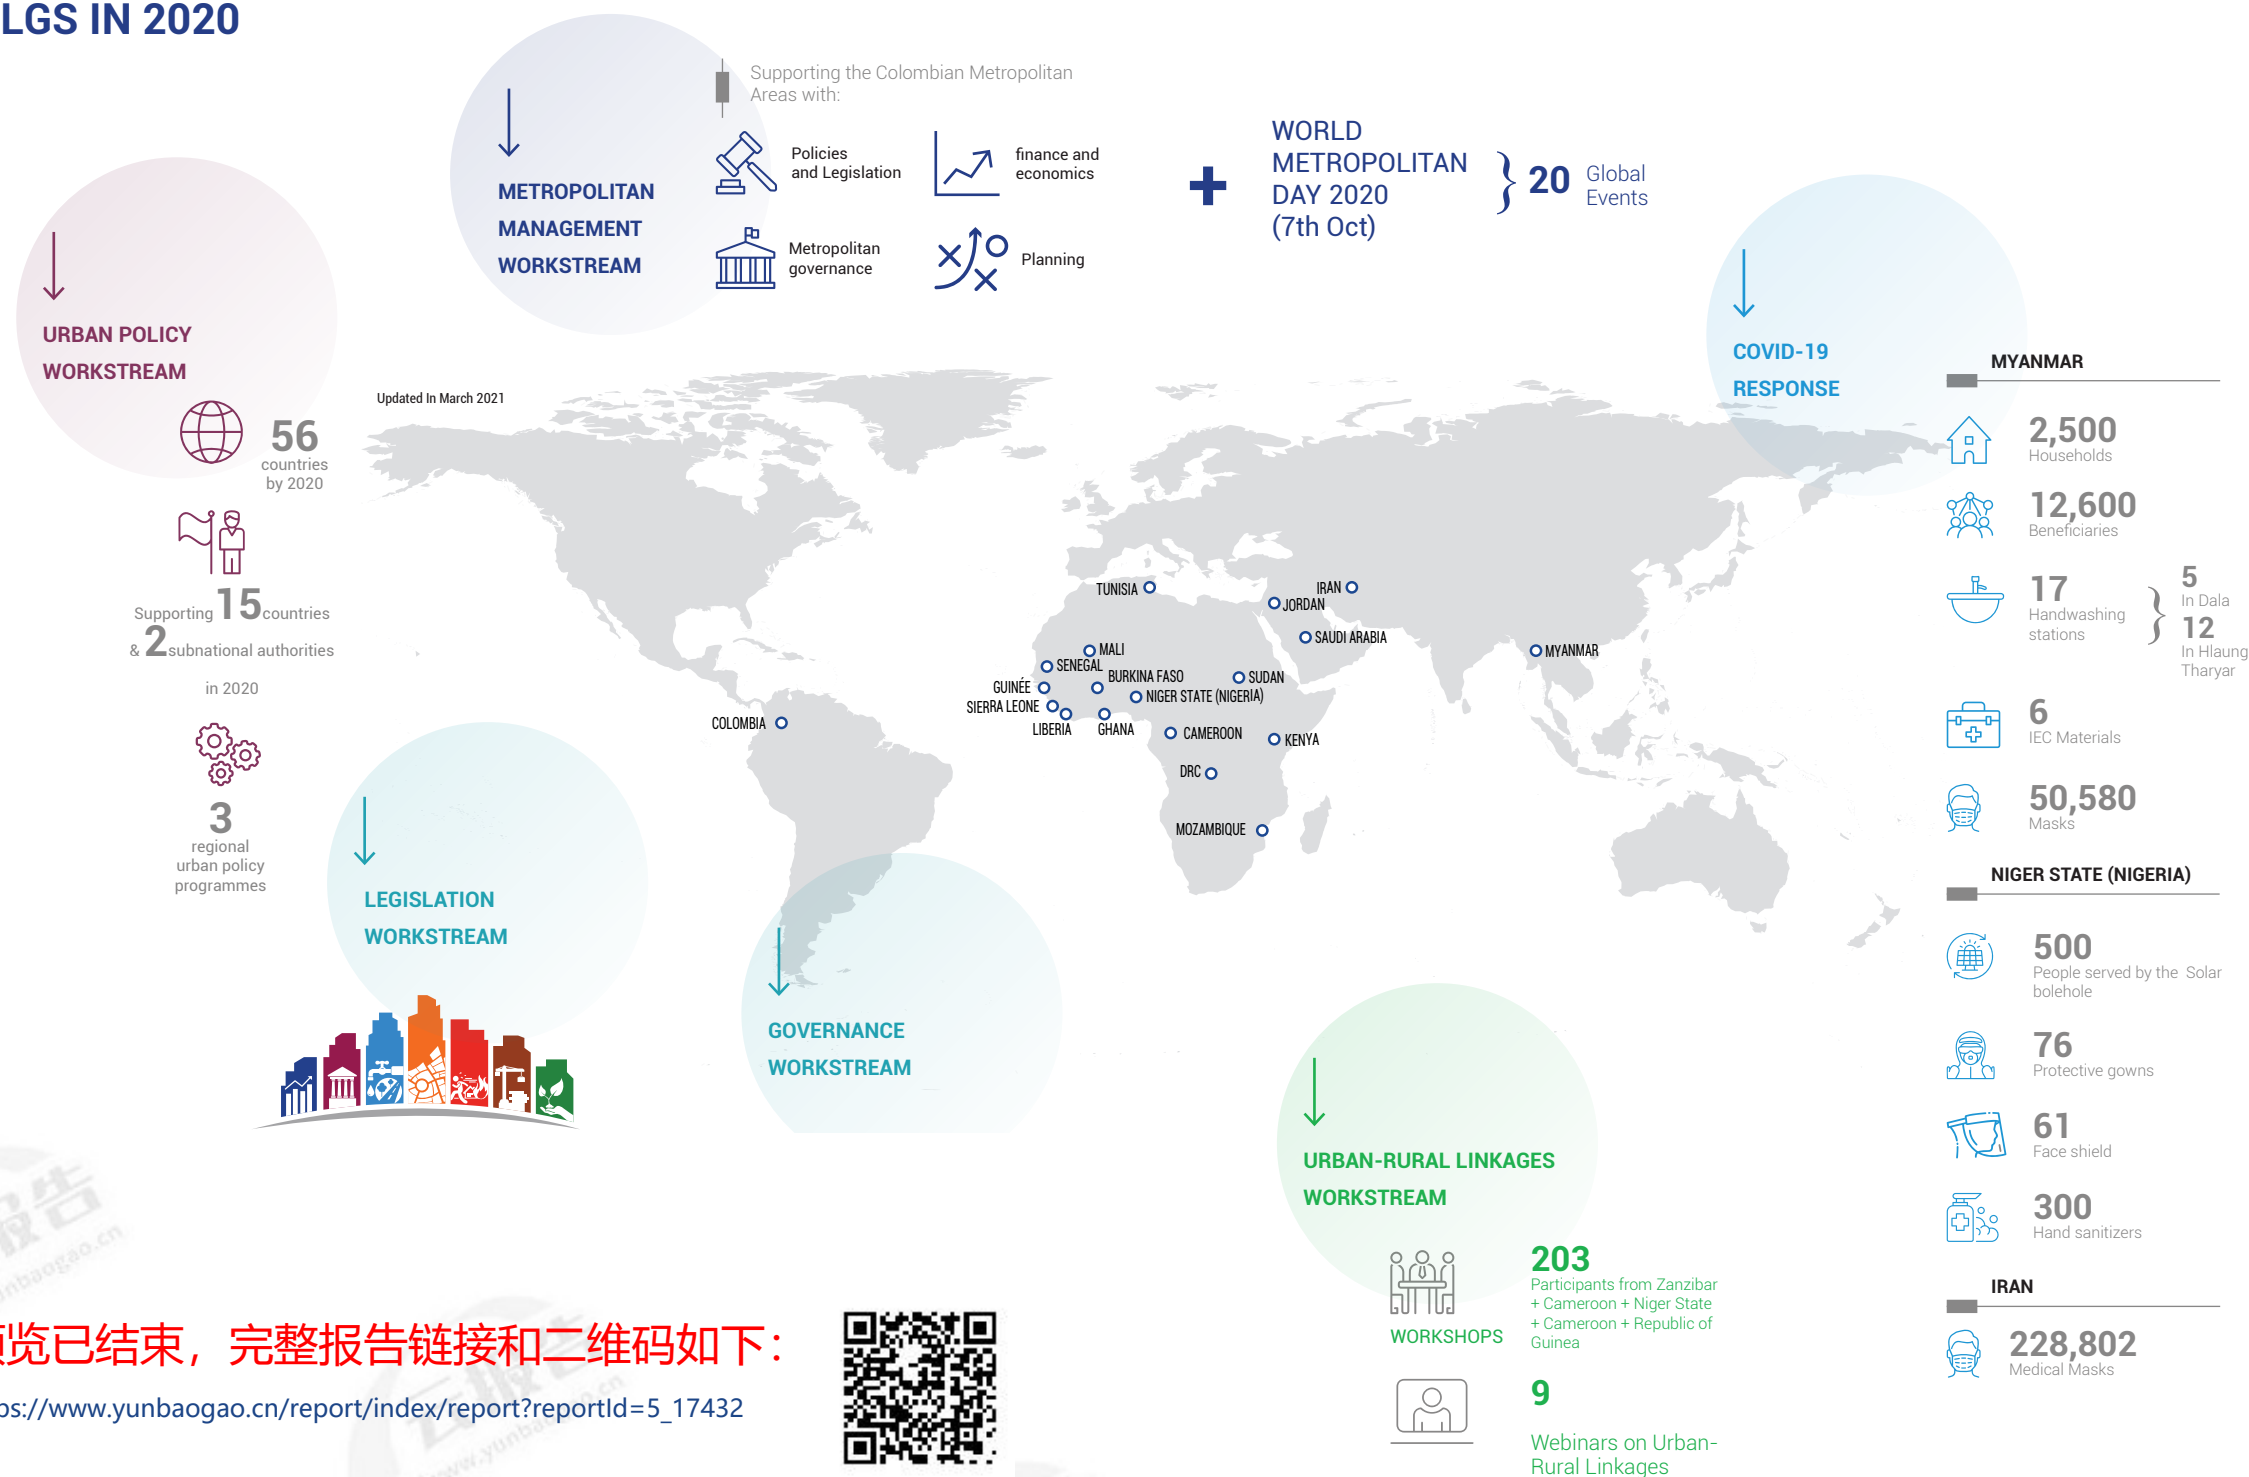 LGS IN 2020
Supporting the Colombian Metropolitan
Areas with:
Policies
and Legislation
finance and
economics
Metropolitan
governance
Planning
METROPOLITAN
MANAGEMENT
WORKSTREAM
WORLD
METROPOLITAN
DAY 2020
(7th Oct)
20 Global
Events
URBAN POLICY
WORKSTREAM
56
countries
by 2020
Supporting 15 countries
& 2 subnational authorities
in 2020
3
regional
urban policy
programmes
Updated In March 2021
TUNISIA
IRAN
JORDAN
SAUDI ARABIA
MALI
SENEGAL
BURKINA FASO
SUDAN
MYANMAR
GUINÉE
NIGER STATE (NIGERIA)
SIERRA LEONE
LIBERIA
GHANA
CAMEROON
KENYA
COLOMBIA
DRC
MOZAMBIQUE
LEGISLATION
WORKSTREAM
GOVERNANCE
WORKSTREAM
URBAN-RURAL LINKAGES
WORKSTREAM
WORKSHOPS
203
Participants from Zanzibar
+ Cameroon + Niger State
+ Cameroon + Republic of
Guinea
9
Webinars on Urban-
Rural Linkages
COVID-19
RESPONSE
MYANMAR
2,500
Households
12,600
Beneficiaries
17
Handwashing
stations
5
In Dala
12
In Hlaung
Tharyar
6
IEC Materials
50,580
Masks
NIGER STATE (NIGERIA)
500
People served by the Solar
bolehole
76
Protective gowns
61
Face shield
300
Hand sanitizers
IRAN
228,802
Medical Masks
览已结束，完整报告链接和二维码如下：
ps://www.yunbaogao.cn/report/index/report?reportId=5_17432
云报告
www.yunbaogao.cn